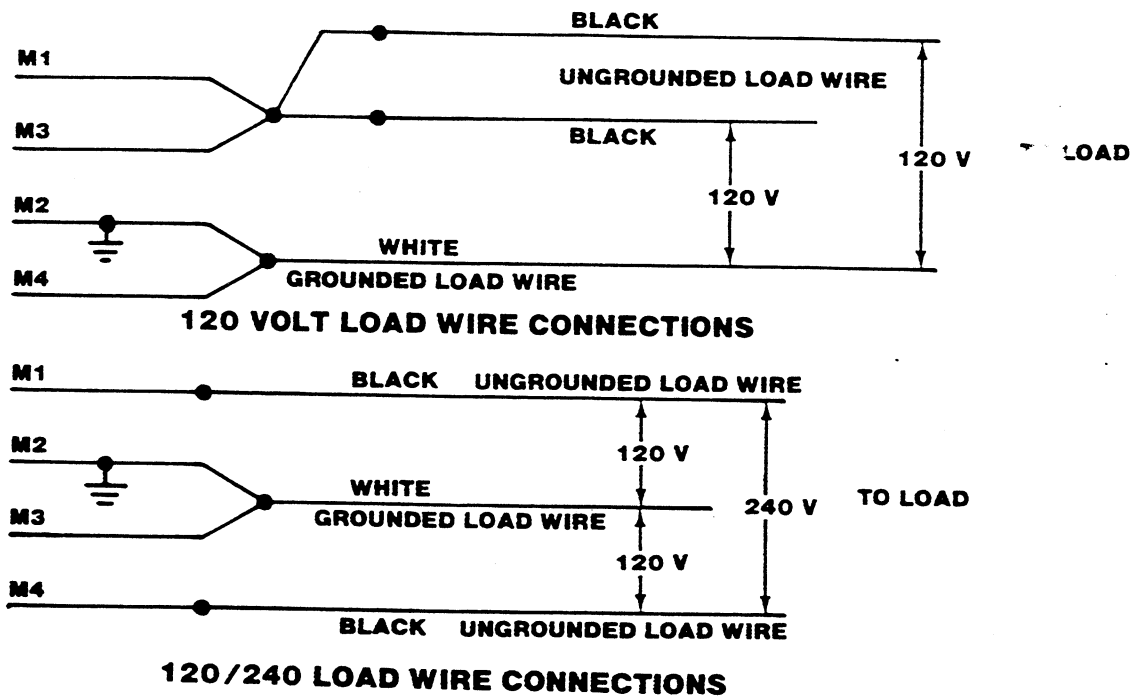 BLACK
M1
UNGROUNDED LOAD WIRE
M3
BLACK
120 V
LOAD
120 V
M2
WHITE
M4
GROUNDED LOAD WIRE
120 VOLT LOAD WIRE CONNECTIONS
M1
BLACK UNGROUNDED LOAD WIRE
M2
120 V
WHITE
240 V
TO LOAD
M3
GROUNDED LOAD WIRE
120 V
M4
BLACK UNGROUNDED LOAD WIRE
120/240 LOAD WIRE CONNECTIONS